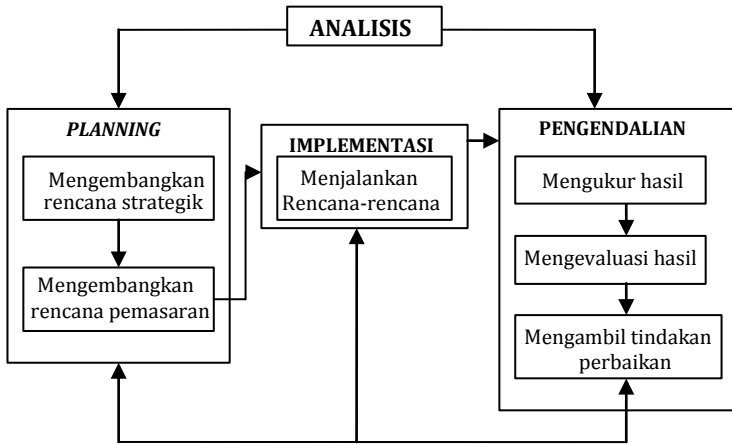 ANALISIS
PLANNING
Mengembangkan
rencana strategik
Mengembangkan
rencana pemasaran
IMPLEMENTASI
Menjalankan
Rencana-rencana
PENGENDALIAN
Mengukur hasil
Mengevaluasi hasil
Mengambil tindakan
perbaikan